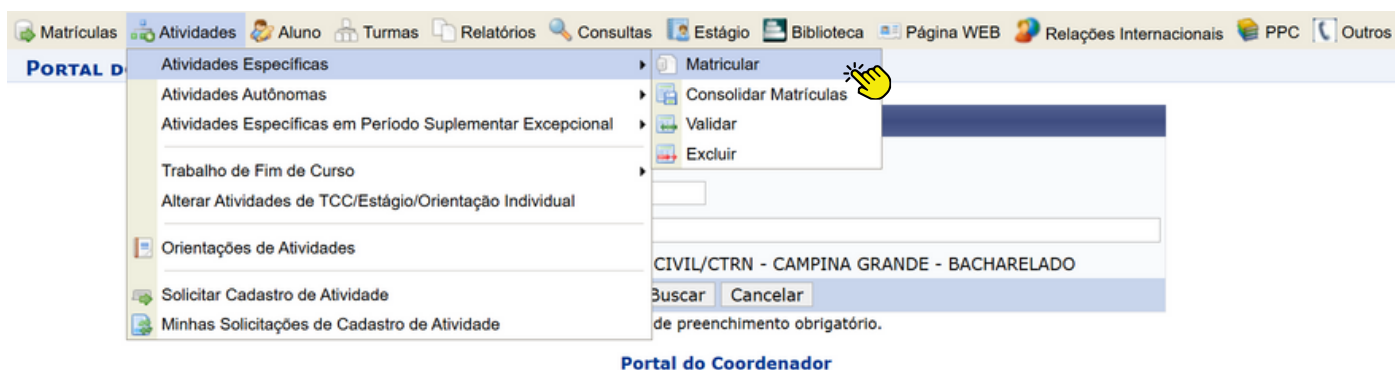 Matrículas Atividades Aluno Turmas Relatórios Consultas Estágio Biblioteca Página WEB Relações Internacionais PPC Outros
PORTAL D
Atividades Específicas
Matricular
Atividades Autônomas
Consolidar Matrículas
Atividades Específicas em Período Suplementar Excepcional
Validar
Excluir
Trabalho de Fim de Curso
Alterar Atividades de TCC/Estágio/Orientação Individual
Orientações de Atividades
CIVIL/CTRN - CAMPINA GRANDE - BACHARELADO
Solicitar Cadastro de Atividade
Buscar Cancelar
Minhas Solicitações de Cadastro de Atividade
de preenchimento obrigatório.
Portal do Coordenador